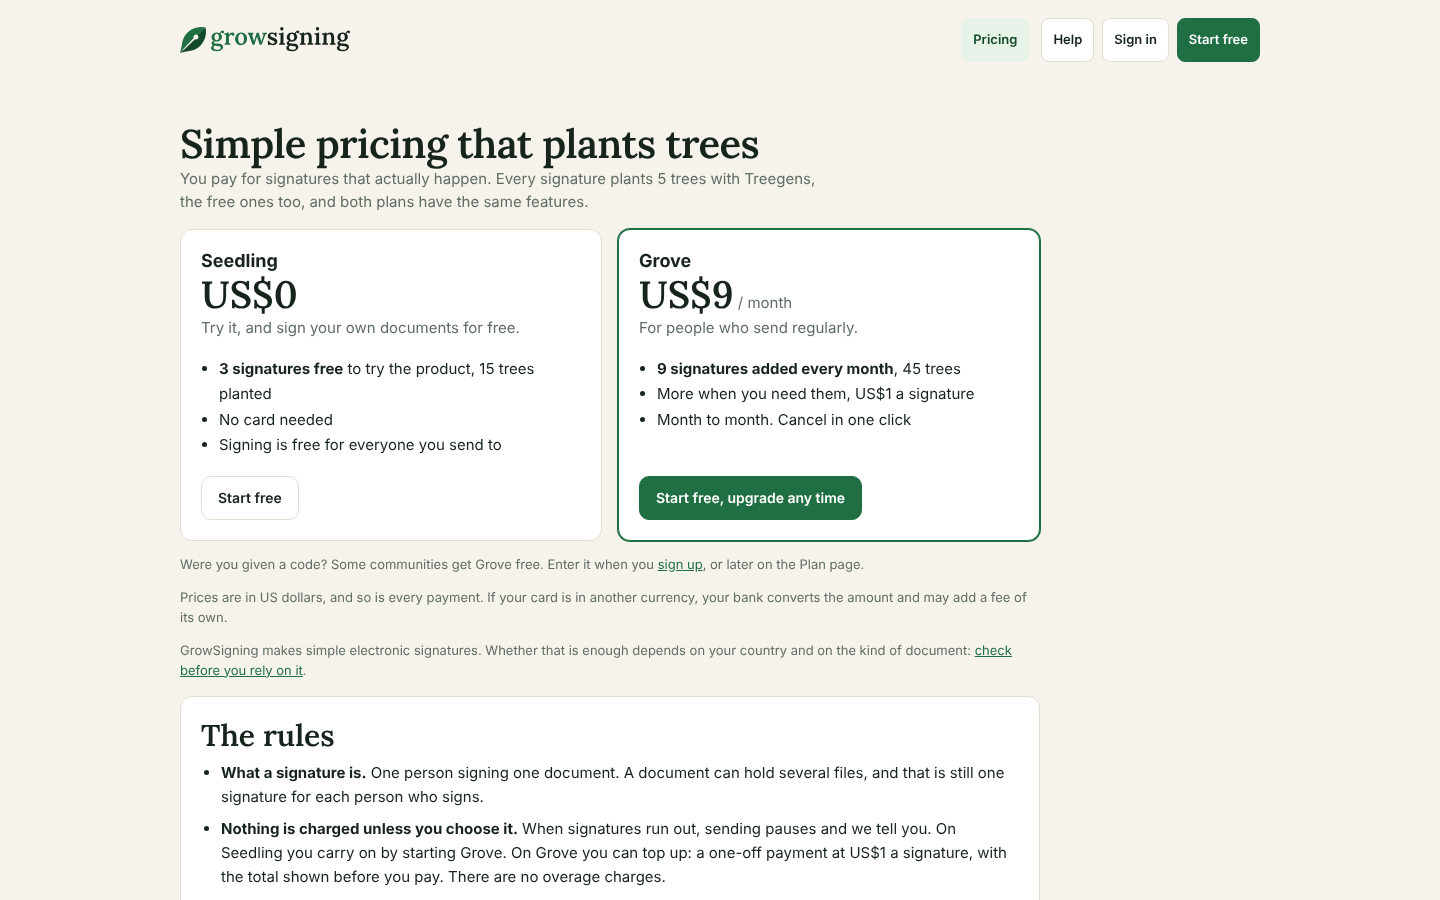 growsigning
Pricing
Help
Sign in
Start free
Simple pricing that plants trees
You pay for signatures that actually happen. Every signature plants 5 trees with Treegens,
the free ones too, and both plans have the same features.
Seedling
US$0
Try it, and sign your own documents for free.
• 3 signatures free to try the product, 15 trees
planted
• No card needed
• Signing is free for everyone you send to
Start free
Grove
US$9 / month
For people who send regularly.
• 9 signatures added every month, 45 trees
• More when you need them, US$1 a signature
• Month to month. Cancel in one click
Start free, upgrade any time
Were you given a code? Some communities get Grove free. Enter it when you sign up, or later on the Plan page.
Prices are in US dollars, and so is every payment. If your card is in another currency, your bank converts the amount and may add a fee of
its own.
GrowSigning makes simple electronic signatures. Whether that is enough depends on your country and on the kind of document: check
before you rely on it.
The rules
• What a signature is. One person signing one document. A document can hold several files, and that is still one
signature for each person who signs.
• Nothing is charged unless you choose it. When signatures run out, sending pauses and we tell you. On
Seedling you carry on by starting Grove. On Grove you can top up: a one-off payment at US$1 a signature, with
the total shown before you pay. There are no overage charges.